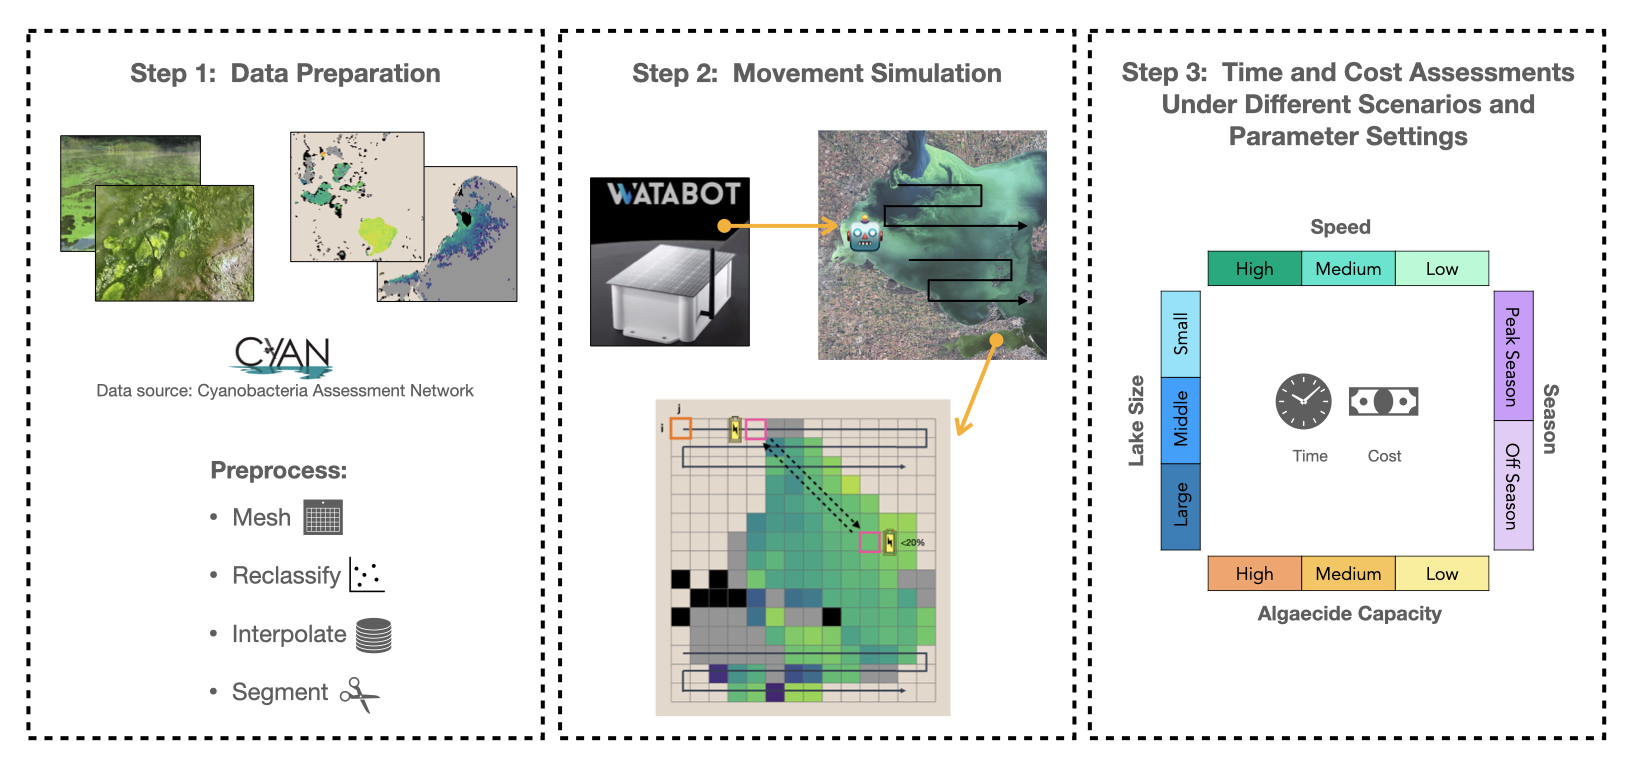 Step 1:  Data Preparation
CYAN
Data source: Cyanobacteria Assessment Network
Preprocess:
• Mesh
• Reclassify
• Interpolate
• Segment
Step 2:  Movement Simulation
WATABOT
j
i
<20%
Step 3:  Time and Cost Assessments
Under Different Scenarios and
Parameter Settings
Speed
High Medium Low
Lake Size
Small
Middle
Large
Time Cost
Peak Season
Off Season
Season
High Medium Low
Algaecide Capacity